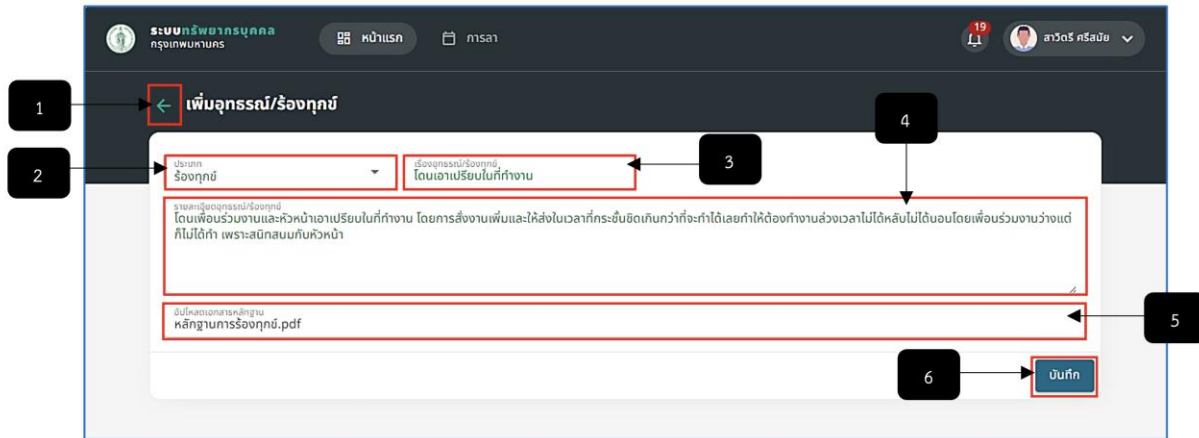 ระบบทรัพยากรบุคคล
กรุงเทพมหานคร
หน้าแรก
การลา
19
สาวิตรี ศรีสมัย
1
เพิ่มอุทธรณ์/ร้องทุกข์
4
2
ประเภท
ร้องทุกข์
เรื่องอุทธรณ์/ร้องทุกข์
โดนเอาเปรียบในที่ทำงาน
3
รายละเอียดอุทธรณ์/ร้องทุกข์
โดนเพื่อนร่วมงานและหัวหน้าเอาเปรียบในที่ทำงาน โดยการสั่งงานเพิ่มและให้ส่งในเวลาที่กระชั้นชิดเกินกว่าที่จะทำได้เลยทำให้ต้องทำงานล่วงเวลาไม่ได้หลับไม่ได้นอนโดยเพื่อนร่วมงานว่างแต่
ก็ไม่ได้ทำ เพราะสนิทสนมกับหัวหน้า
อัปโหลดเอกสารหลักฐาน
หลักฐานการร้องทุกข์.pdf
5
6
บันทึก